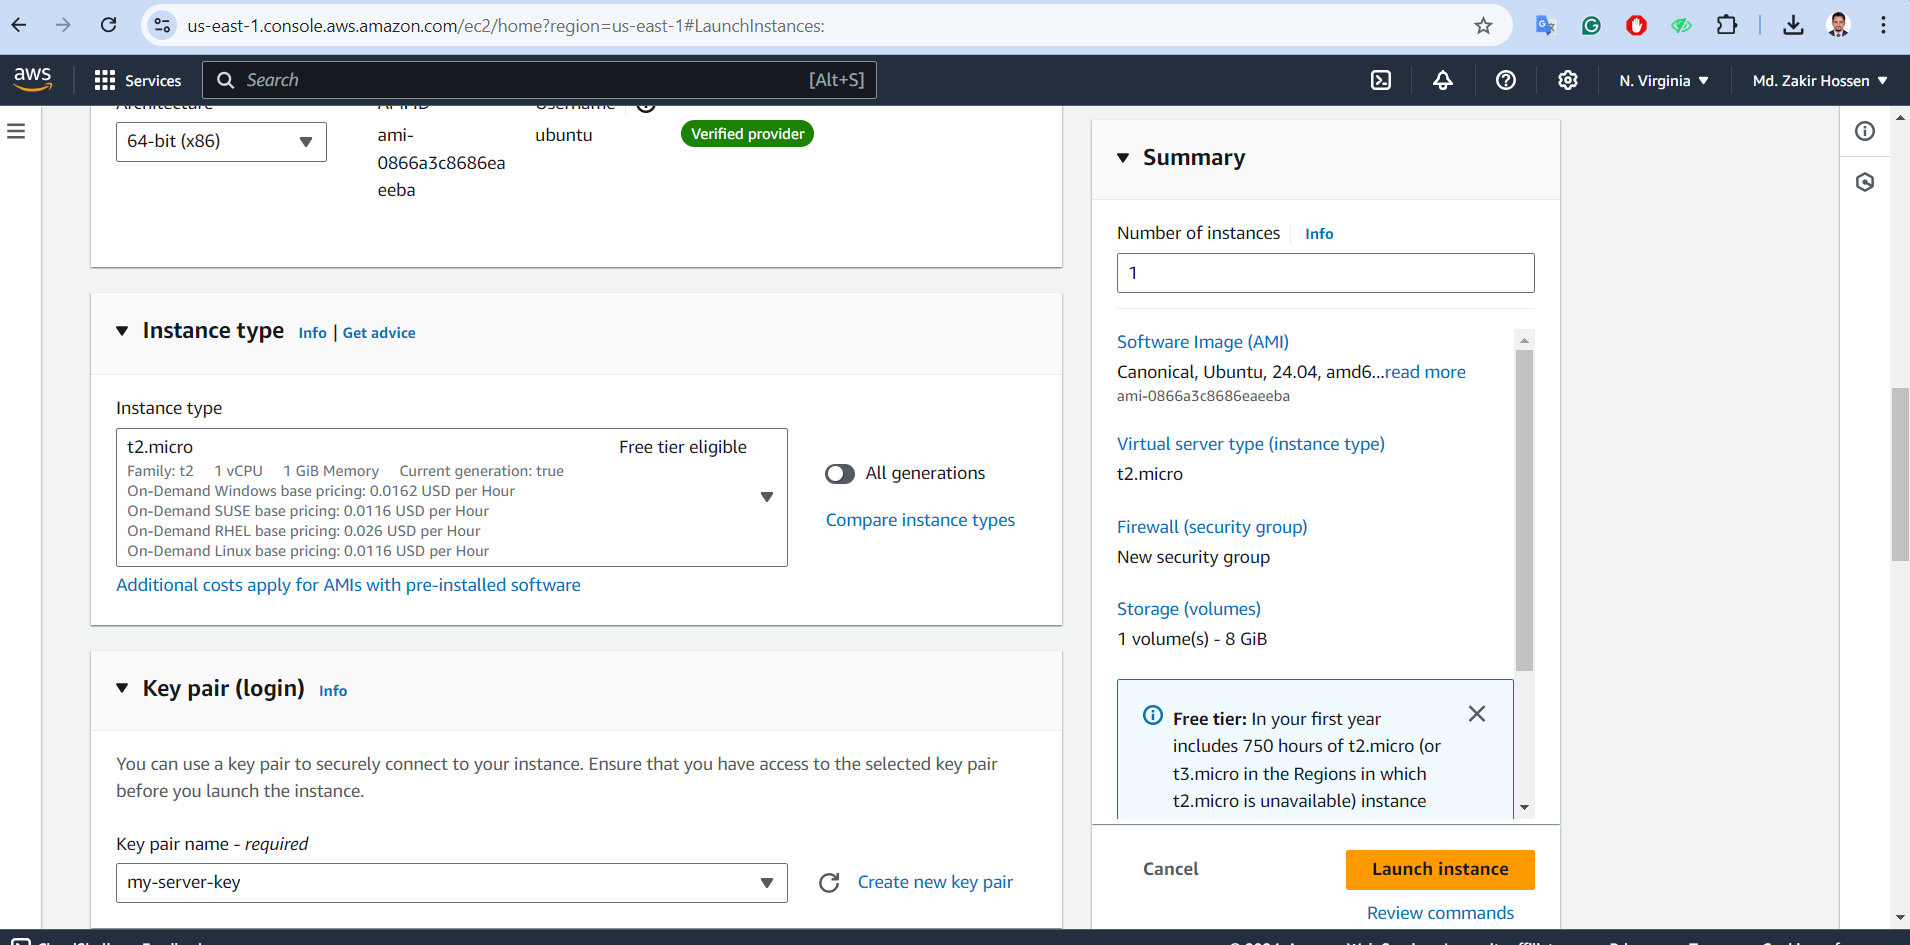 us-east-1.console.aws.amazon.com/ec2/home?region=us-east-1#LaunchInstances:
aws
Services
Search
[Alt+S]
N. Virginia
Md. Zakir Hossen
Architecture
AMI ID
Username
64-bit (x86)
ami-
0866a3c8686ea
eeba
ubuntu
Verified provider
Instance type
Info
Get advice
Instance type
t2.micro
Free tier eligible
Family: t2 1 vCPU 1 GiB Memory Current generation: true
On-Demand Windows base pricing: 0.0162 USD per Hour
On-Demand SUSE base pricing: 0.0116 USD per Hour
On-Demand RHEL base pricing: 0.026 USD per Hour
On-Demand Linux base pricing: 0.0116 USD per Hour
All generations
Compare instance types
Additional costs apply for AMIs with pre-installed software
Key pair (login)
Info
You can use a key pair to securely connect to your instance. Ensure that you have access to the selected key pair
before you launch the instance.
Key pair name - required
my-server-key
Create new key pair
Summary
Number of instances
Info
1
Software Image (AMI)
Canonical, Ubuntu, 24.04, amd6...read more
ami-0866a3c8686eaeeba
Virtual server type (instance type)
t2.micro
Firewall (security group)
New security group
Storage (volumes)
1 volume(s) - 8 GiB
Free tier: In your first year
includes 750 hours of t2.micro (or
t3.micro in the Regions in which
t2.micro is unavailable) instance
Cancel
Launch instance
Review commands